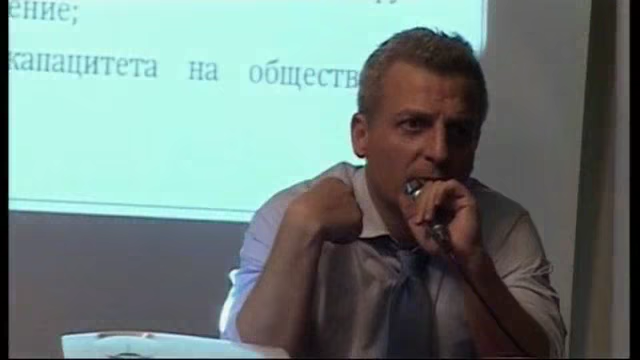 ение;
капацитета на обществ